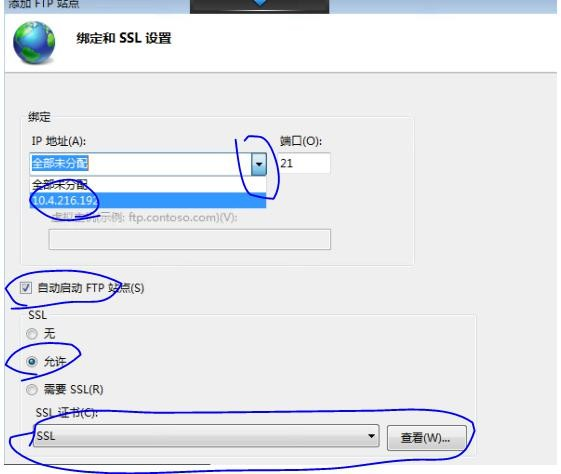 添加 FTP 站点
绑定和 SSL 设置
绑定
IP 地址(A):
端口(O):
全部未分配
21
全部未分配
10.4.216.192
虚拟主机(示例: ftp.contoso.com)(V):
自动启动 FTP 站点(S)
SSL
无
允许
需要 SSL(R)
SSL 证书(C):
SSL
查看(W)...